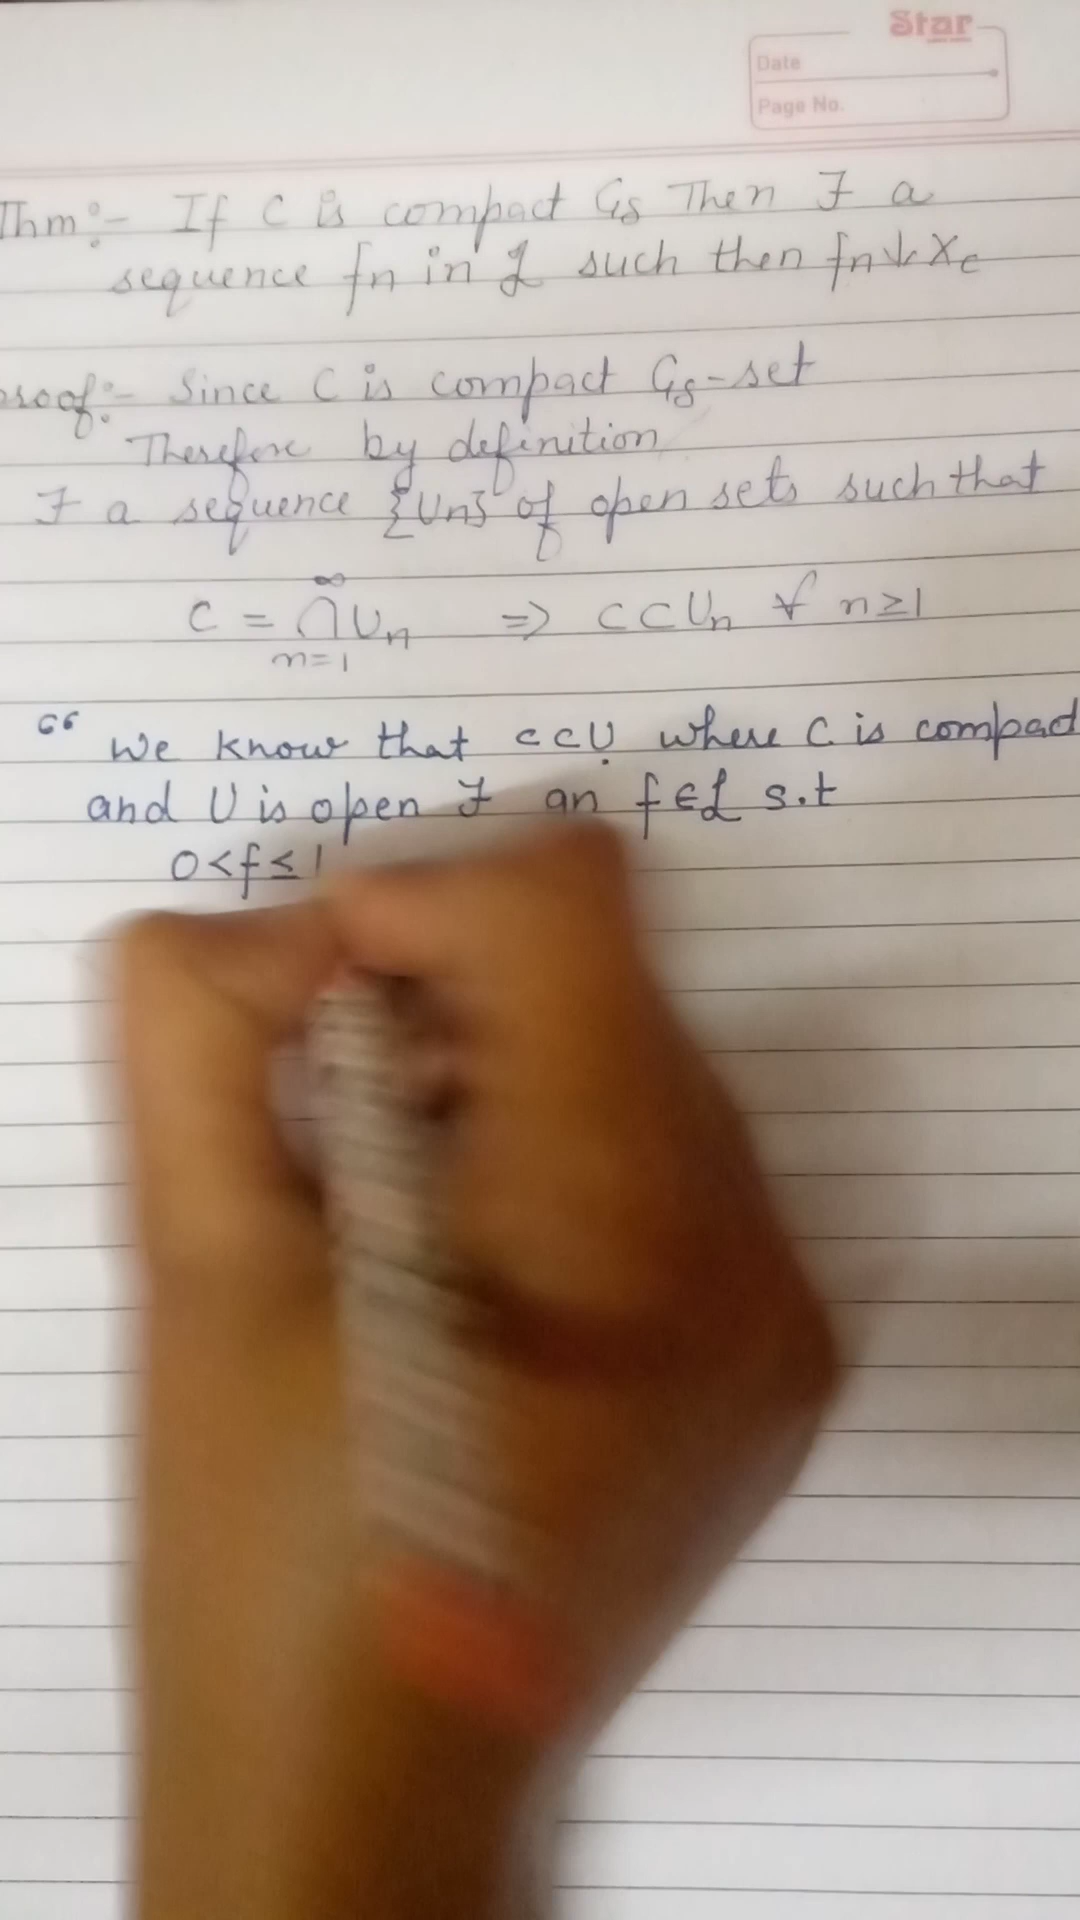 Star
Date
Page No.
Thm:- If C is compact Gδ Then ∃ a
sequence fn in ℒ such then fn↓χc
proof:- Since C is compact Gδ-set
Therefore by definition
∃ a sequence {Un} of open sets such that
C = ∞∩n=1 Un ⇒ C⊂Un ∀ n≥1
“ We know that C⊂U where C is compact
and U is open ∃ an f∈ℒ s.t
0<f≤1